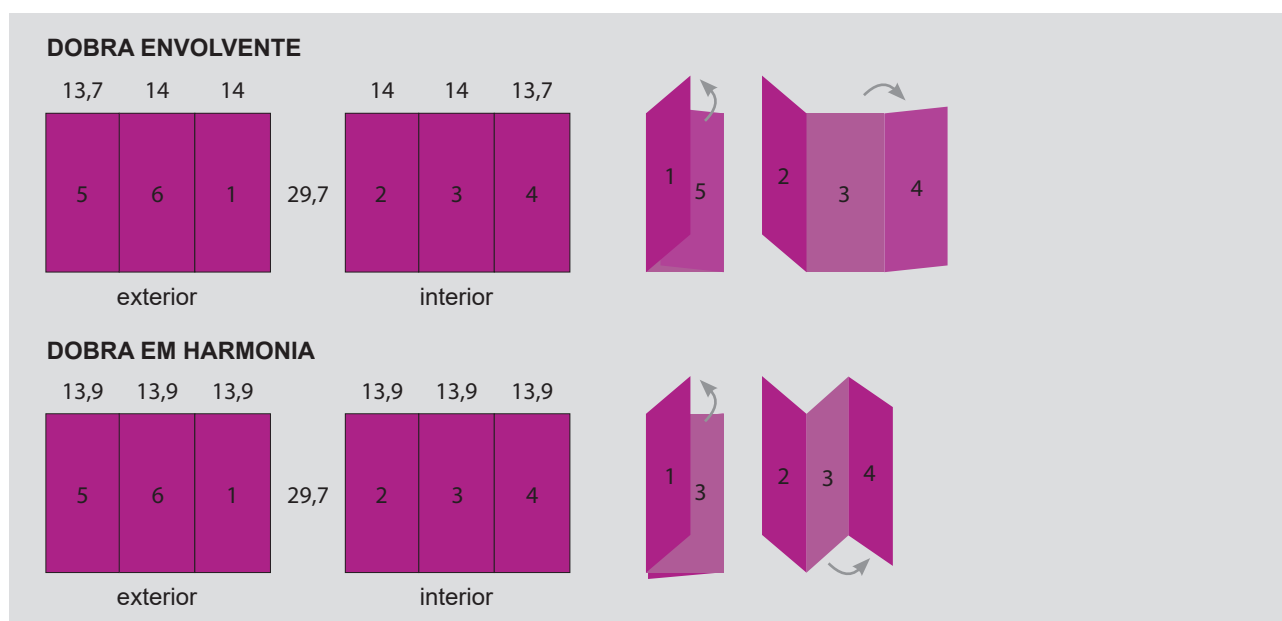 DOBRA ENVOLVENTE
13,7 14 14 14 14 13,7
5 6 1 29,7 2 3 4 1 5 2 3 4
exterior interior
DOBRA EM HARMONIA
13,9 13,9 13,9 13,9 13,9 13,9
5 6 1 29,7 2 3 4 1 3 2 3 4
exterior interior